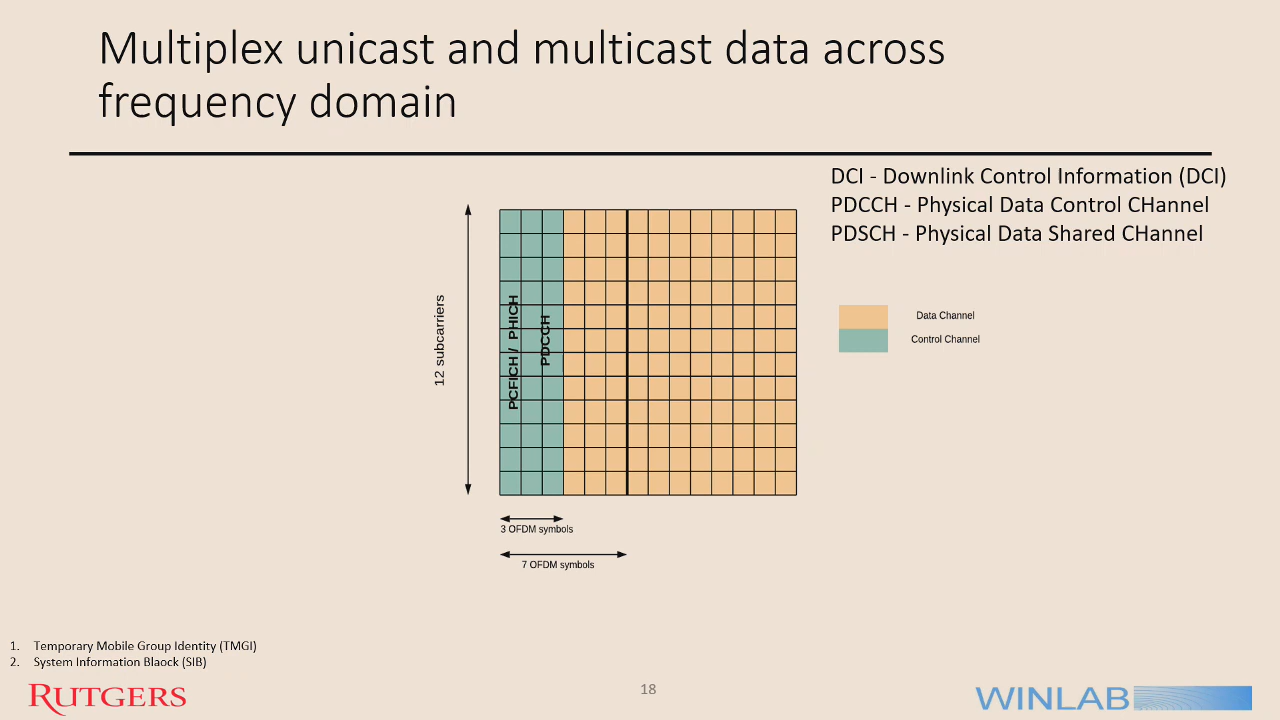 Multiplex unicast and multicast data across
frequency domain
DCI - Downlink Control Information (DCI)
PDCCH - Physical Data Control CHannel
PDSCH - Physical Data Shared CHannel
12 subcarriers
PCFICH / PHICH
PDCCH
Data Channel
Control Channel
3 OFDM symbols
7 OFDM symbols
1. Temporary Mobile Group Identity (TMGI)
2. System Information Blaock (SIB)
RUTGERS
18
WINLAB